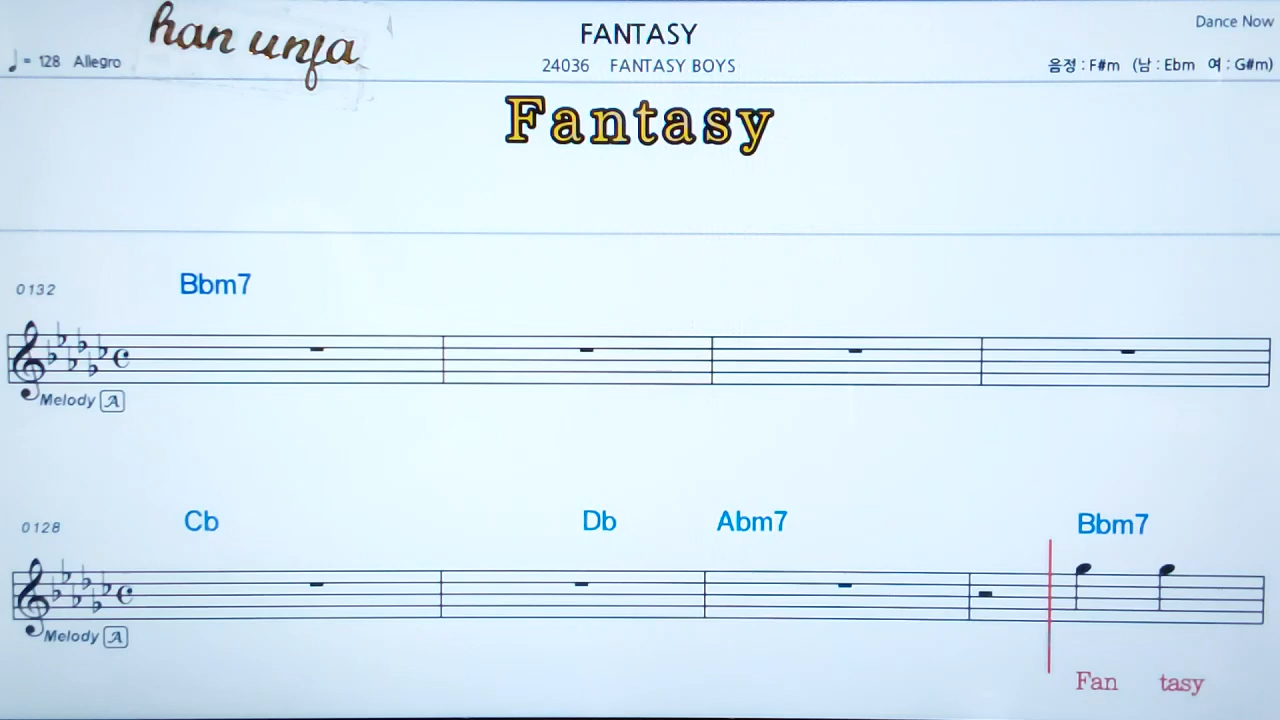 han unja
FANTASY
Dance Now
♩= 128 Allegro
24036 FANTASY BOYS
음정 : F#m (남 : Ebm 여 : G#m)
Fantasy
0132
Bbm7
Melody A
0128
Cb Db Abm7 Bbm7
Melody A
Fan tasy